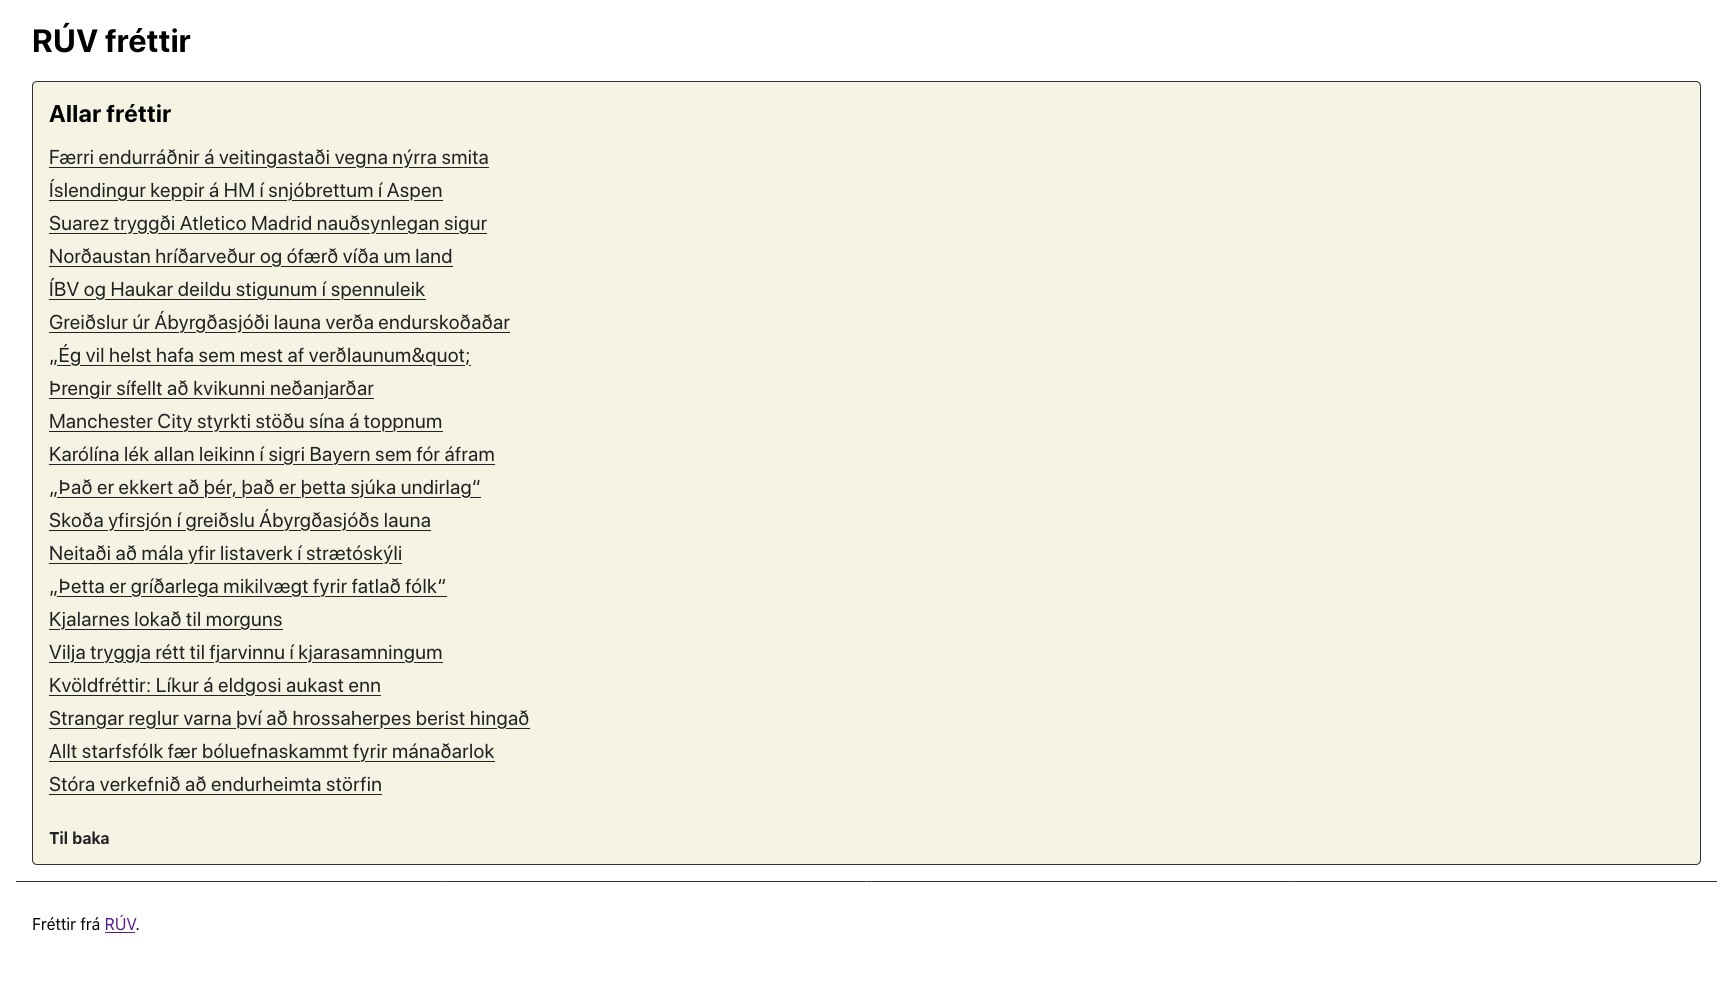 RÚV fréttir
Allar fréttir
Færri endurráðnir á veitingastaði vegna nýrra smita
Íslendingur keppir á HM í snjóbrettum í Aspen
Suarez tryggði Atletico Madrid nauðsynlegan sigur
Norðaustan hríðarveður og ófærð víða um land
ÍBV og Haukar deildu stigunum í spennuleik
Greiðslur úr Ábyrgðasjóði launa verða endurskoðaðar
„Ég vil helst hafa sem mest af verðlaunum&quot;
Þrengir sífellt að kvikunni neðanjarðar
Manchester City styrkti stöðu sína á toppnum
Karólína lék allan leikinn í sigri Bayern sem fór áfram
„Það er ekkert að þér, það er þetta sjúka undirlag“
Skoða yfirsjón í greiðslu Ábyrgðasjóðs launa
Neitaði að mála yfir listaverk í strætóskýli
„Þetta er gríðarlega mikilvægt fyrir fatlað fólk“
Kjalarnes lokað til morguns
Vilja tryggja rétt til fjarvinnu í kjarasamningum
Kvöldfréttir: Líkur á eldgosi aukast enn
Strangar reglur varna því að hrossaherpes berist hingað
Allt starfsfólk fær bóluefnaskammt fyrir mánaðarlok
Stóra verkefnið að endurheimta störfin
Til baka
Fréttir frá RÚV.